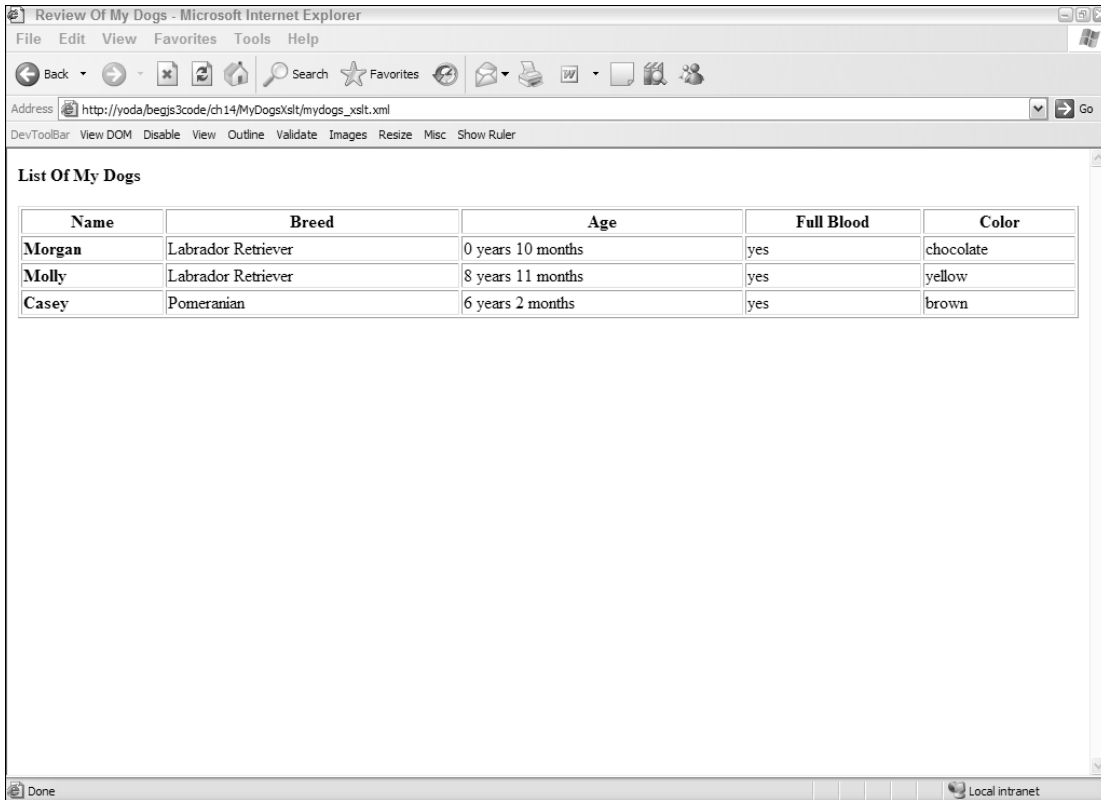 Review Of My Dogs - Microsoft Internet Explorer
File Edit View Favorites Tools Help
Back Search Favorites
Address http://yoda/begjs3code/ch14/MyDogsXslt/mydogs_xslt.xml Go
DevToolBar View DOM Disable View Outline Validate Images Resize Misc Show Ruler
List Of My Dogs
Name Breed Age Full Blood Color
Morgan Labrador Retriever 0 years 10 months yes chocolate
Molly Labrador Retriever 8 years 11 months yes yellow
Casey Pomeranian 6 years 2 months yes brown
Done Local intranet